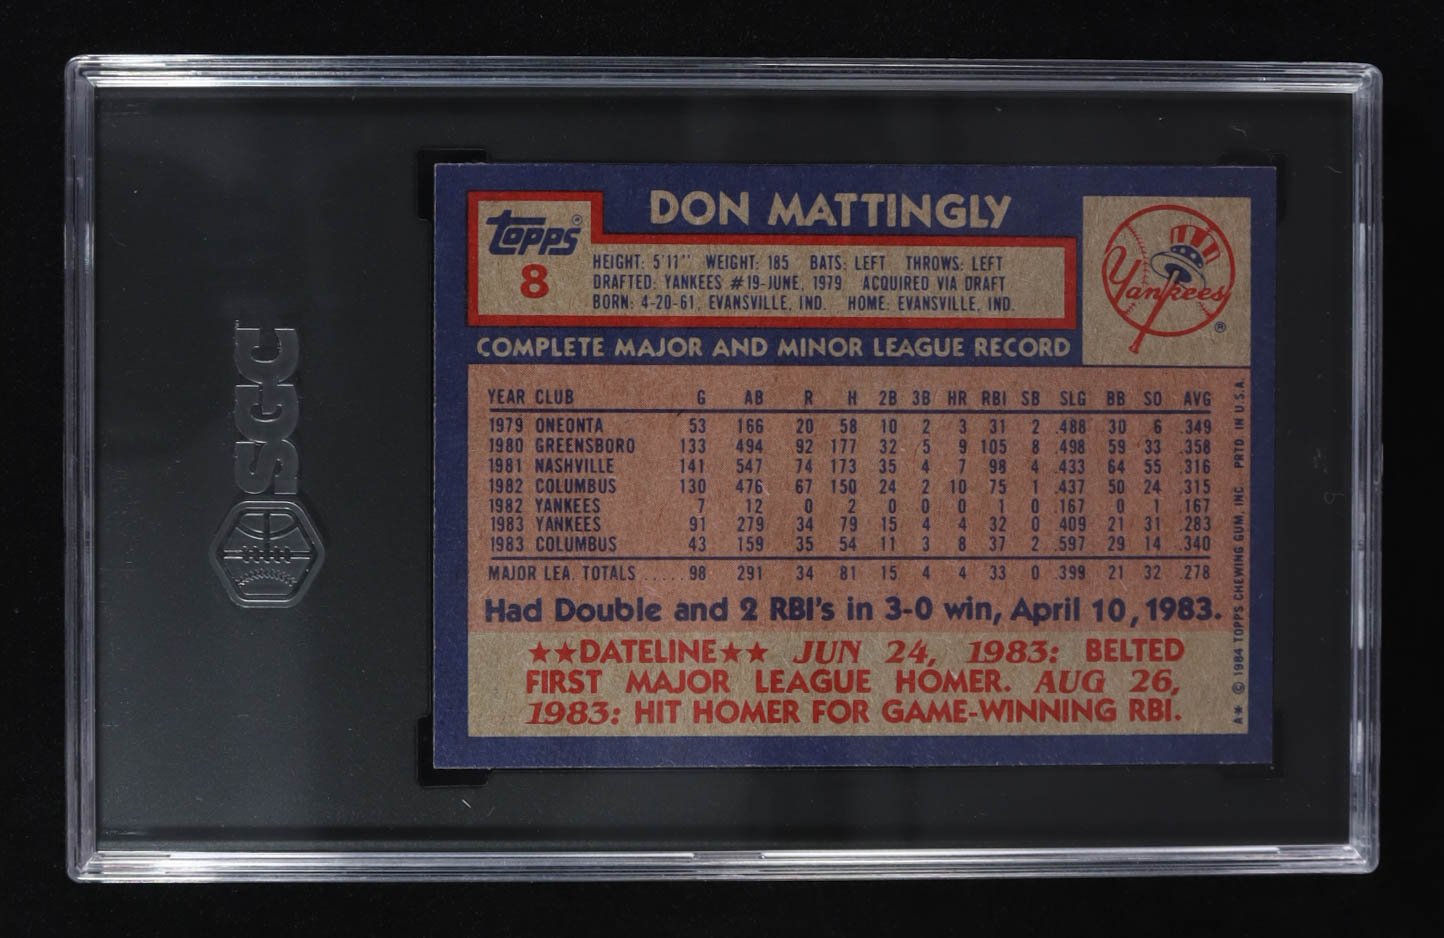 SGC
DON MATTINGLY
topps®
8
HEIGHT: 5'11" WEIGHT: 185 BATS: LEFT THROWS: LEFT
DRAFTED: YANKEES #19-JUNE, 1979 ACQUIRED VIA DRAFT
BORN: 4-20-61, EVANSVILLE, IND. HOME: EVANSVILLE, IND.
Yankees
®
COMPLETE MAJOR AND MINOR LEAGUE RECORD
YEAR CLUB G AB R H 2B 3B HR RBI SB SLG BB SO AVG
1979 ONEONTA 53 166 20 58 10 2 3 31 2 .488 30 6 .349
1980 GREENSBORO 133 494 92 177 32 5 9 105 8 .498 59 33 .358
1981 NASHVILLE 141 547 74 173 35 4 7 98 4 .433 64 55 .316
1982 COLUMBUS 130 476 67 150 24 2 10 75 1 .437 50 24 .315
1982 YANKEES 7 12 0 2 0 0 0 1 0 .167 0 1 .167
1983 YANKEES 91 279 34 79 15 4 4 32 0 .409 21 31 .283
1983 COLUMBUS 43 159 35 54 11 3 8 37 2 .597 29 14 .340
MAJOR LEA. TOTALS ..... 98 291 34 81 15 4 4 33 0 .399 21 32 .278
Had Double and 2 RBI's in 3-0 win, April 10, 1983.
★★DATELINE★★ JUN 24, 1983: BELTED
FIRST MAJOR LEAGUE HOMER. AUG 26,
1983: HIT HOMER FOR GAME-WINNING RBI.
A* © 1984 TOPPS CHEWING GUM, INC. PRTD. IN U.S.A.